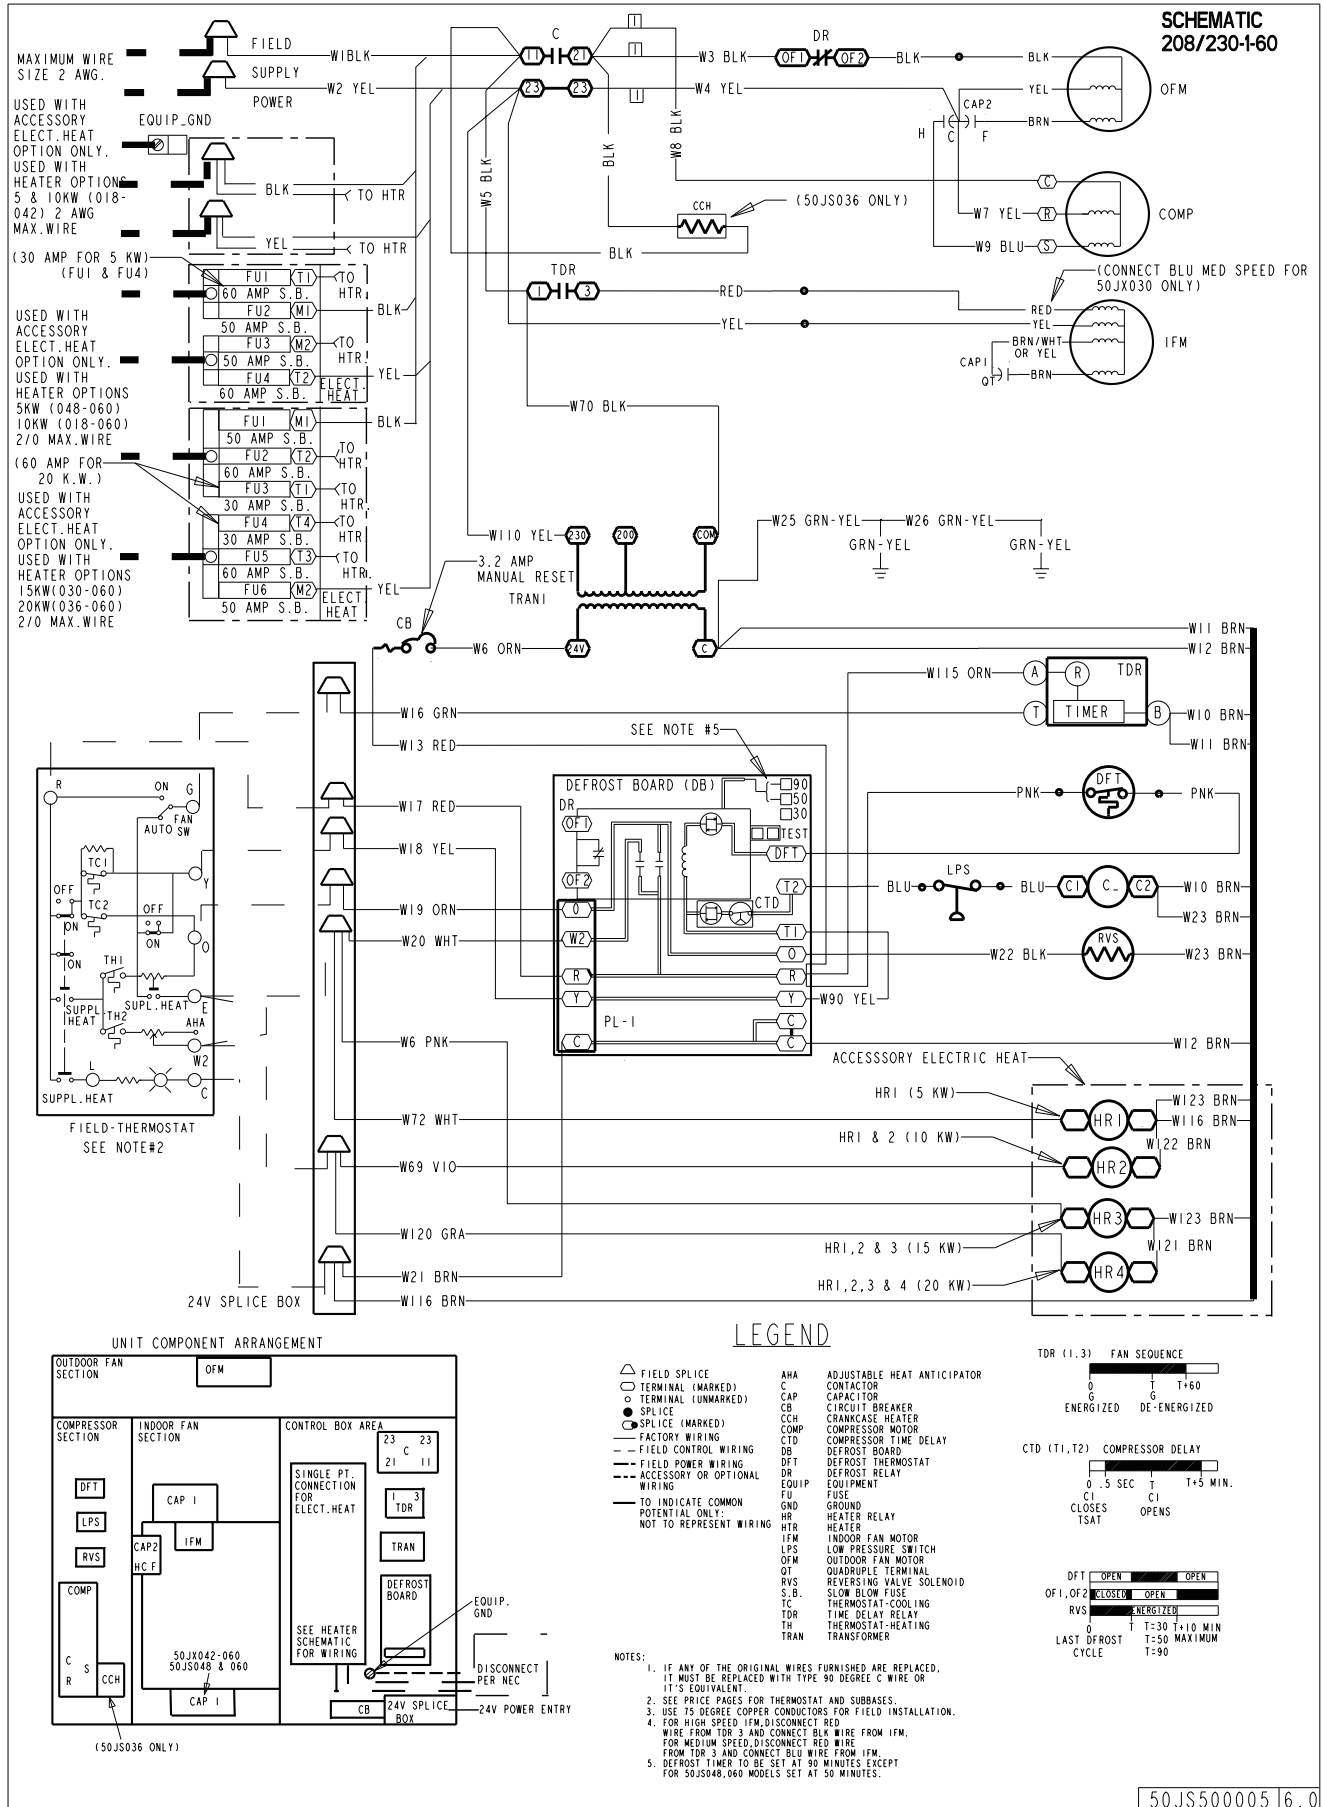 SCHEMATIC
208/230-1-60
MAXIMUM WIRE
SIZE 2 AWG.
FIELD
SUPPLY
POWER
W1BLK
W2 YEL
C
11
21
23
23
1
1
1
W3 BLK
W4 YEL
OF1
DR
OF2
BLK
BLK
YEL
BRN
OFM
CAP2
H
C
F
USED WITH
ACCESSORY
ELECT.HEAT
OPTION ONLY.
USED WITH
HEATER OPTIONS
5 & 10KW (018-
042) 2 AWG
MAX.WIRE
EQUIP_GND
BLK
TO HTR
YEL
TO HTR
W5 BLK
BLK
W8 BLK
CCH
(50JS036 ONLY)
BLK
C
W7 YEL
R
W9 BLU
S
COMP
(30 AMP FOR 5 KW)
(FU1 & FU4)
FU1
T1
TO
HTR.
60 AMP S.B.
FU2
M1
BLK
50 AMP S.B.
FU3
M2
TO
HTR.
50 AMP S.B.
FU4
T2
YEL
60 AMP S.B.
ELECT.
HEAT
USED WITH
ACCESSORY
ELECT.HEAT
OPTION ONLY.
USED WITH
HEATER OPTIONS
5KW (048-060)
10KW (018-060)
2/0 MAX.WIRE
TDR
1
3
RED
YEL
(CONNECT BLU MED SPEED FOR
50JX030 ONLY)
RED
YEL
BRN/WHT
OR YEL
BRN
CAP1
QT
IFM
W70 BLK
FU1
M1
BLK
50 AMP S.B.
FU2
T2
TO
HTR
60 AMP S.B.
FU3
T1
TO
HTR.
30 AMP S.B.
FU4
T4
TO
HTR
30 AMP S.B.
FU5
T3
TO
HTR.
60 AMP S.B.
FU6
M2
YEL
50 AMP S.B.
ELECT
HEAT
(60 AMP FOR
20 K.W.)
USED WITH
ACCESSORY
ELECT.HEAT
OPTION ONLY.
USED WITH
HEATER OPTIONS
15KW(030-060)
20KW(036-060)
2/0 MAX.WIRE
W110 YEL
230
200
COM
W25 GRN-YEL
W26 GRN-YEL
GRN-YEL
GRN-YEL
3.2 AMP
MANUAL RESET
TRAN1
CB
W6 ORN
24V
C
W11 BRN
W12 BRN
W115 ORN
A
R
TDR
T
TIMER
B
W10 BRN
W11 BRN
W16 GRN
W13 RED
SEE NOTE #5
W17 RED
W18 YEL
W19 ORN
W20 WHT
DEFROST BOARD (DB)
DR
OF1
OF2
90
50
30
TEST
DFT
T2
CTD
T1
O
W2
O
R
R
Y
Y
PL-1
C
C
C
W90 YEL
PNK
DFT
PNK
BLU
LPS
BLU
C1
C_
C2
W10 BRN
W23 BRN
W22 BLK
RVS
W23 BRN
R
ON
G
AUTO
FAN
SW
TC1
Y
OFF
TC2
OFF
ON
ON
O
ON
TH1
SUPL.HEAT
E
SUPPL.
HEAT
TH2
AHA
W2
L
C
SUPPL.HEAT
FIELD-THERMOSTAT
SEE NOTE#2
W6 PNK
W12 BRN
ACCESSSORY ELECTRIC HEAT
HR1 (5 KW)
HR1
W123 BRN
W116 BRN
W72 WHT
HR1 & 2 (10 KW)
W122 BRN
W69 VIO
HR2
HR3
W123 BRN
W120 GRA
HR1,2 & 3 (15 KW)
W121 BRN
W21 BRN
HR1,2,3 & 4 (20 KW)
HR4
24V SPLICE BOX
W116 BRN
UNIT COMPONENT ARRANGEMENT
OUTDOOR FAN
SECTION
OFM
COMPRESSOR
SECTION
INDOOR FAN
SECTION
CONTROL BOX AREA
23 23
C
21 11
SINGLE PT.
CONNECTION
FOR
ELECT.HEAT
DFT
CAP 1
1 3
TDR
LPS
IFM
CAP2
HC F
TRAN
RVS
COMP
DEFROST
BOARD
SEE HEATER
SCHEMATIC
FOR WIRING
EQUIP.
GND
C
S
R
CCH
50JX042-060
50JS048 & 060
CAP 1
DISCONNECT
PER NEC
CB
24V SPLICE
BOX
24V POWER ENTRY
(50JS036 ONLY)
LEGEND
FIELD SPLICE
TERMINAL (MARKED)
TERMINAL (UNMARKED)
SPLICE
SPLICE (MARKED)
FACTORY WIRING
FIELD CONTROL WIRING
FIELD POWER WIRING
ACCESSORY OR OPTIONAL
WIRING
TO INDICATE COMMON
POTENTIAL ONLY:
NOT TO REPRESENT WIRING
AHA ADJUSTABLE HEAT ANTICIPATOR
C CONTACTOR
CAP CAPACITOR
CB CIRCUIT BREAKER
CCH CRANKCASE HEATER
COMP COMPRESSOR MOTOR
CTD COMPRESSOR TIME DELAY
DB DEFROST BOARD
DFT DEFROST THERMOSTAT
DR DEFROST RELAY
EQUIP EQUIPMENT
FU FUSE
GND GROUND
HR HEATER RELAY
HTR HEATER
IFM INDOOR FAN MOTOR
LPS LOW PRESSURE SWITCH
OFM OUTDOOR FAN MOTOR
QT QUADRUPLE TERMINAL
RVS REVERSING VALVE SOLENOID
S.B. SLOW BLOW FUSE
TC THERMOSTAT-COOLING
TDR TIME DELAY RELAY
TH THERMOSTAT-HEATING
TRAN TRANSFORMER
TDR (1.3) FAN SEQUENCE
0 T T+60
G G
ENERGIZED DE-ENERGIZED
CTD (T1,T2) COMPRESSOR DELAY
0 .5 SEC T T+5 MIN.
C1 C1
CLOSES OPENS
TSAT
DFT OPEN OPEN
OF1,OF2 CLOSED OPEN
RVS ENERGIZED
0 T T=30 T+10 MIN
LAST DFROST T=50 MAXIMUM
CYCLE T=90
NOTES:
1. IF ANY OF THE ORIGINAL WIRES FURNISHED ARE REPLACED,
IT MUST BE REPLACED WITH TYPE 90 DEGREE C WIRE OR
IT'S EQUIVALENT.
2. SEE PRICE PAGES FOR THERMOSTAT AND SUBBASES.
3. USE 75 DEGREE COPPER CONDUCTORS FOR FIELD INSTALLATION.
4. FOR HIGH SPEED IFM,DISCONNECT RED
WIRE FROM TDR 3 AND CONNECT BLK WIRE FROM IFM.
FOR MEDIUM SPEED,DISCONNECT RED WIRE
FROM TDR 3 AND CONNECT BLU WIRE FROM IFM.
5. DEFROST TIMER TO BE SET AT 90 MINUTES EXCEPT
FOR 50JS048,060 MODELS SET AT 50 MINUTES.
50JS500005 6.0